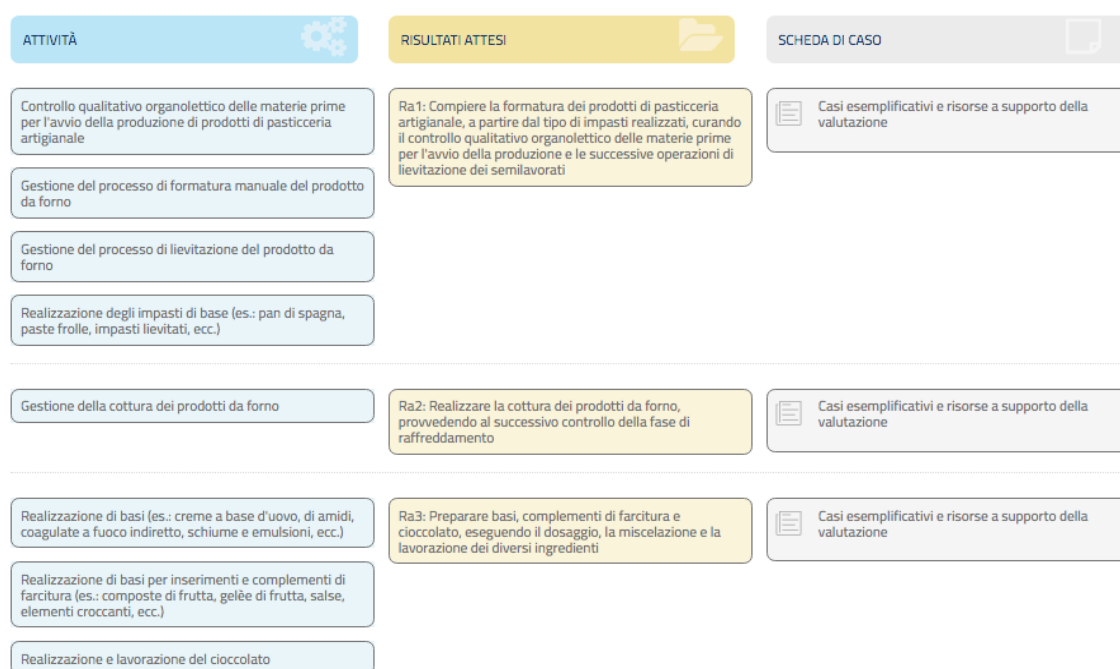 ATTIVITÀ
RISULTATI ATTESI
SCHEDA DI CASO
Controllo qualitativo organolettico delle materie prime
per l'avvio della produzione di prodotti di pasticceria
artigianale
Gestione del processo di formatura manuale del prodotto
da forno
Gestione del processo di lievitazione del prodotto da
forno
Realizzazione degli impasti di base (es.: pan di spagna,
paste frolle, impasti lievitati, ecc.)
Ra1: Compiere la formatura dei prodotti di pasticceria
artigianale, a partire dal tipo di impasti realizzati, curando
il controllo qualitativo organolettico delle materie prime
per l'avvio della produzione e le successive operazioni di
lievitazione dei semilavorati
Casi esemplificativi e risorse a supporto della
valutazione
Gestione della cottura dei prodotti da forno
Ra2: Realizzare la cottura dei prodotti da forno,
provvedendo al successivo controllo della fase di
raffreddamento
Casi esemplificativi e risorse a supporto della
valutazione
Realizzazione di basi (es.: creme a base d'uovo, di amidi,
coagulate a fuoco indiretto, schiume e emulsioni, ecc.)
Realizzazione di basi per inserimenti e complementi di
farcitura (es.: composte di frutta, gelèe di frutta, salse,
elementi croccanti, ecc.)
Realizzazione e lavorazione del cioccolato
Ra3: Preparare basi, complementi di farcitura e
cioccolato, eseguendo il dosaggio, la miscelazione e la
lavorazione dei diversi ingredienti
Casi esemplificativi e risorse a supporto della
valutazione